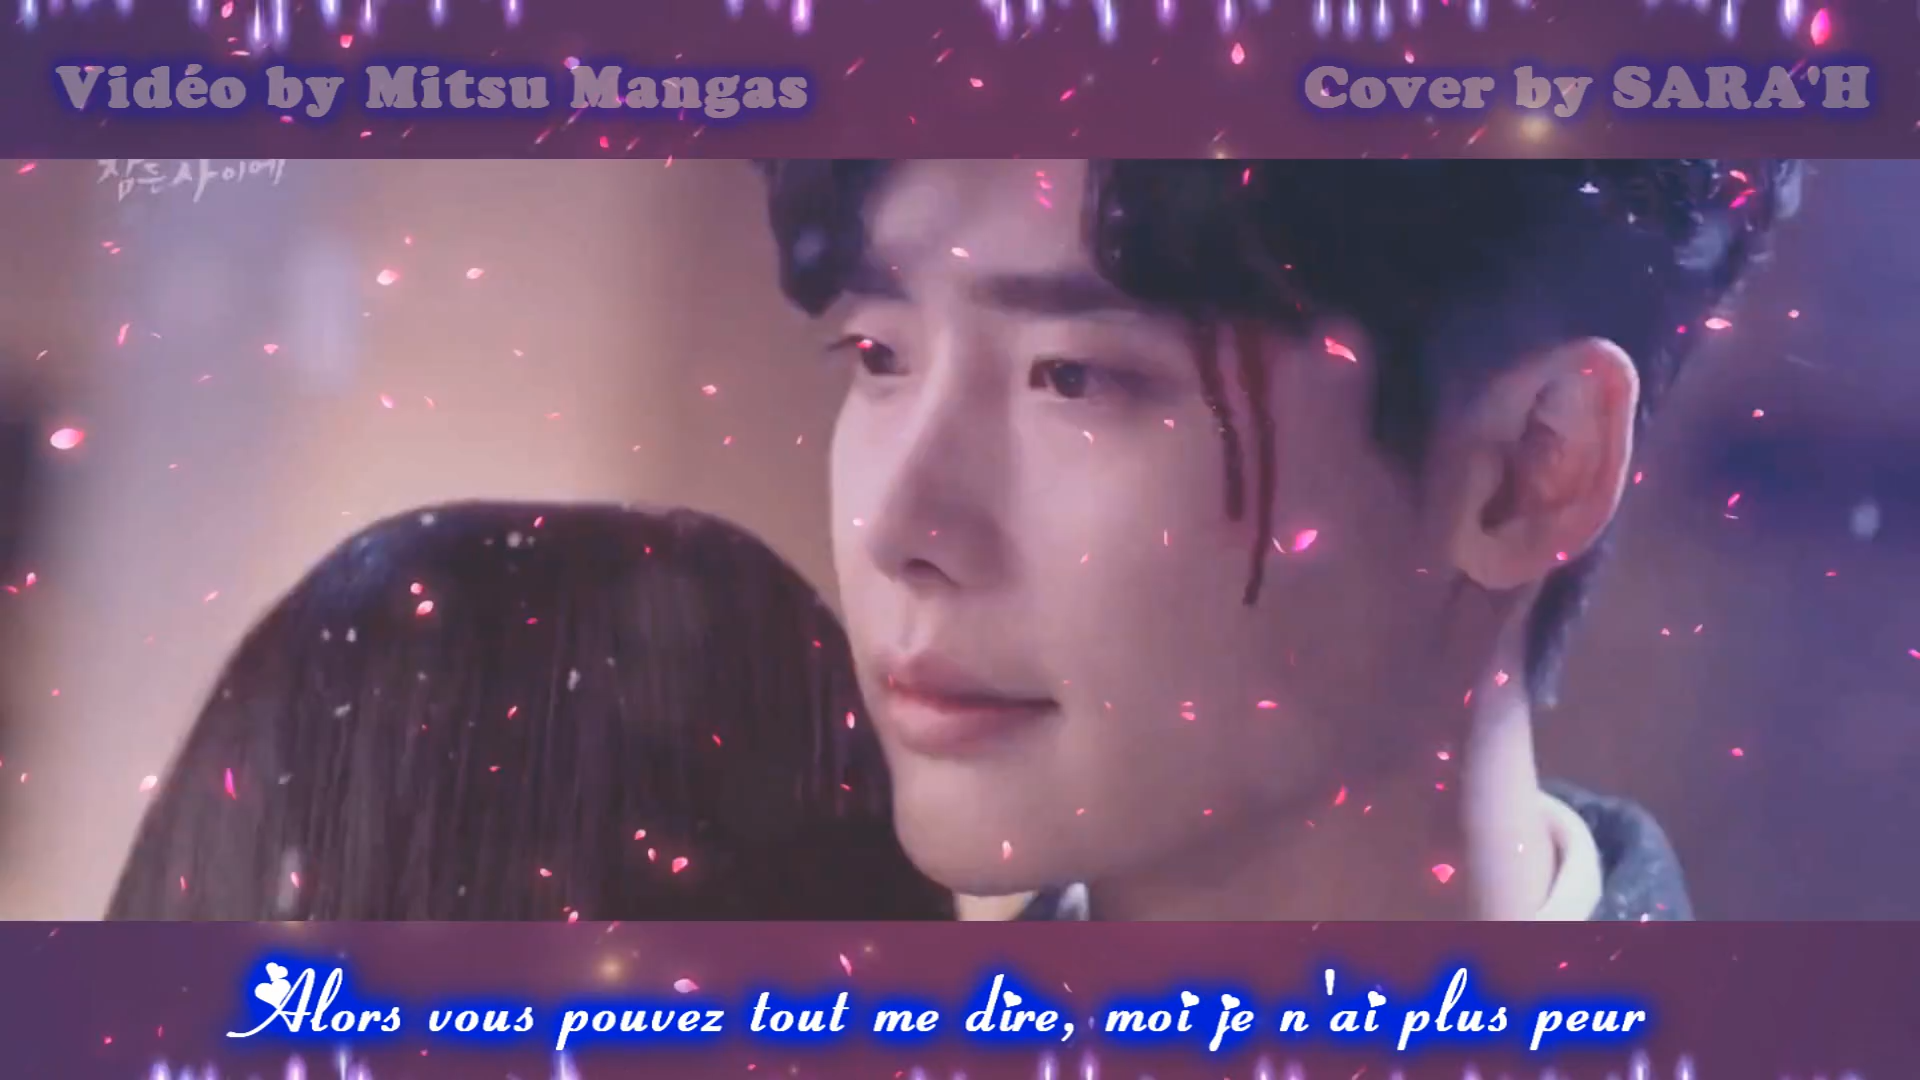 Vidéo by Mitsu Mangas
Cover by SARA'H
잠든 사이에
Alors vous pouvez tout me dire, moi je n'ai plus peur